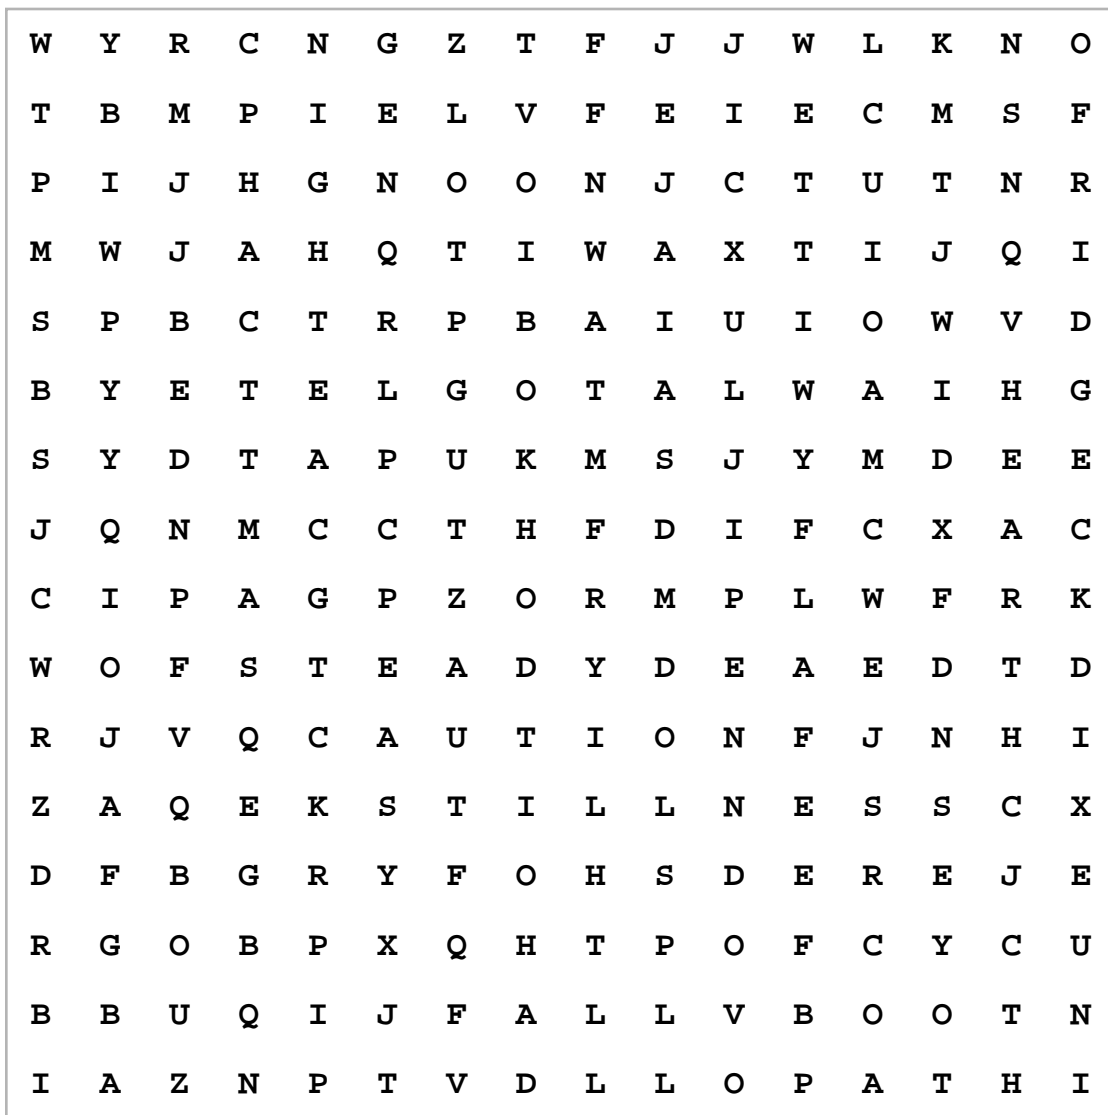 W Y R C N G Z T F J J W L K N O
T B M P I E L V F E I E C M S F
P I J H G N O O N J C T U T N R
M W J A H Q T I W A X T I J Q I
S P B C T R P B A I U I O W V D
B Y E T E L G O T A L W A I H G
S Y D T A P U K M S J Y M D E E
J Q N M C C T H F D I F C X A C
C I P A G P Z O R M P L W F R K
W O F S T E A D Y D E A E D T D
R J V Q C A U T I O N F J N H I
Z A Q E K S T I L L N E S S C X
D F B G R Y F O H S D E R E J E
R G O B P X Q H T P O F C Y C U
B B U Q I J F A L L V B O O T N
I A Z N P T V D L L O P A T H I